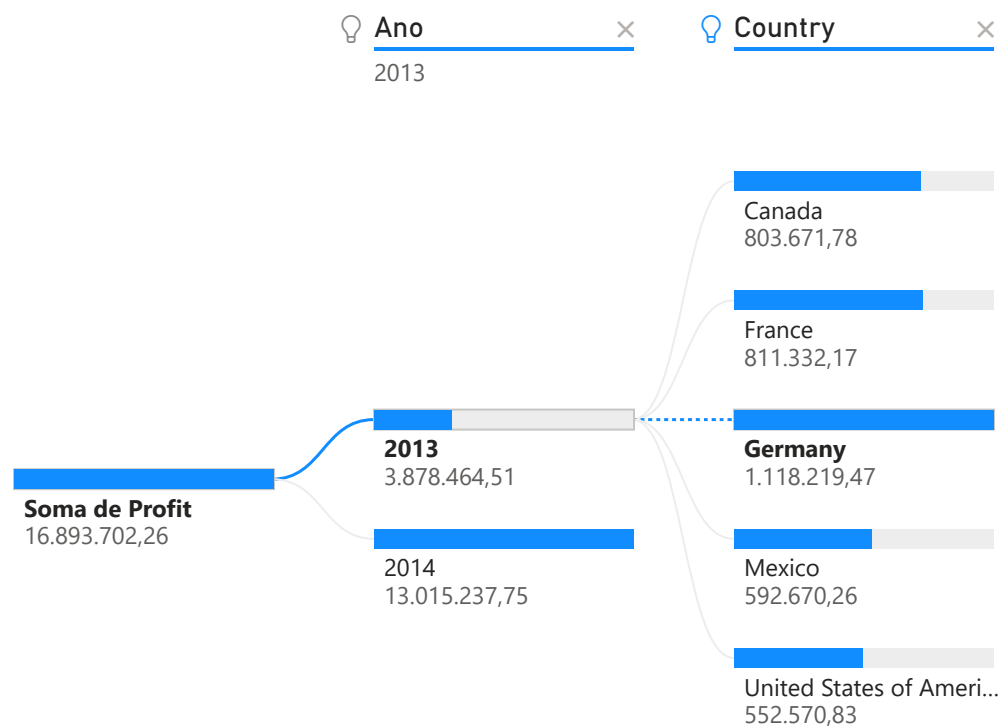 Ano
Country
2013
Canada
803.671,78
France
811.332,17
2013
3.878.464,51
Germany
1.118.219,47
Soma de Profit
16.893.702,26
2014
13.015.237,75
Mexico
592.670,26
United States of Ameri...
552.570,83